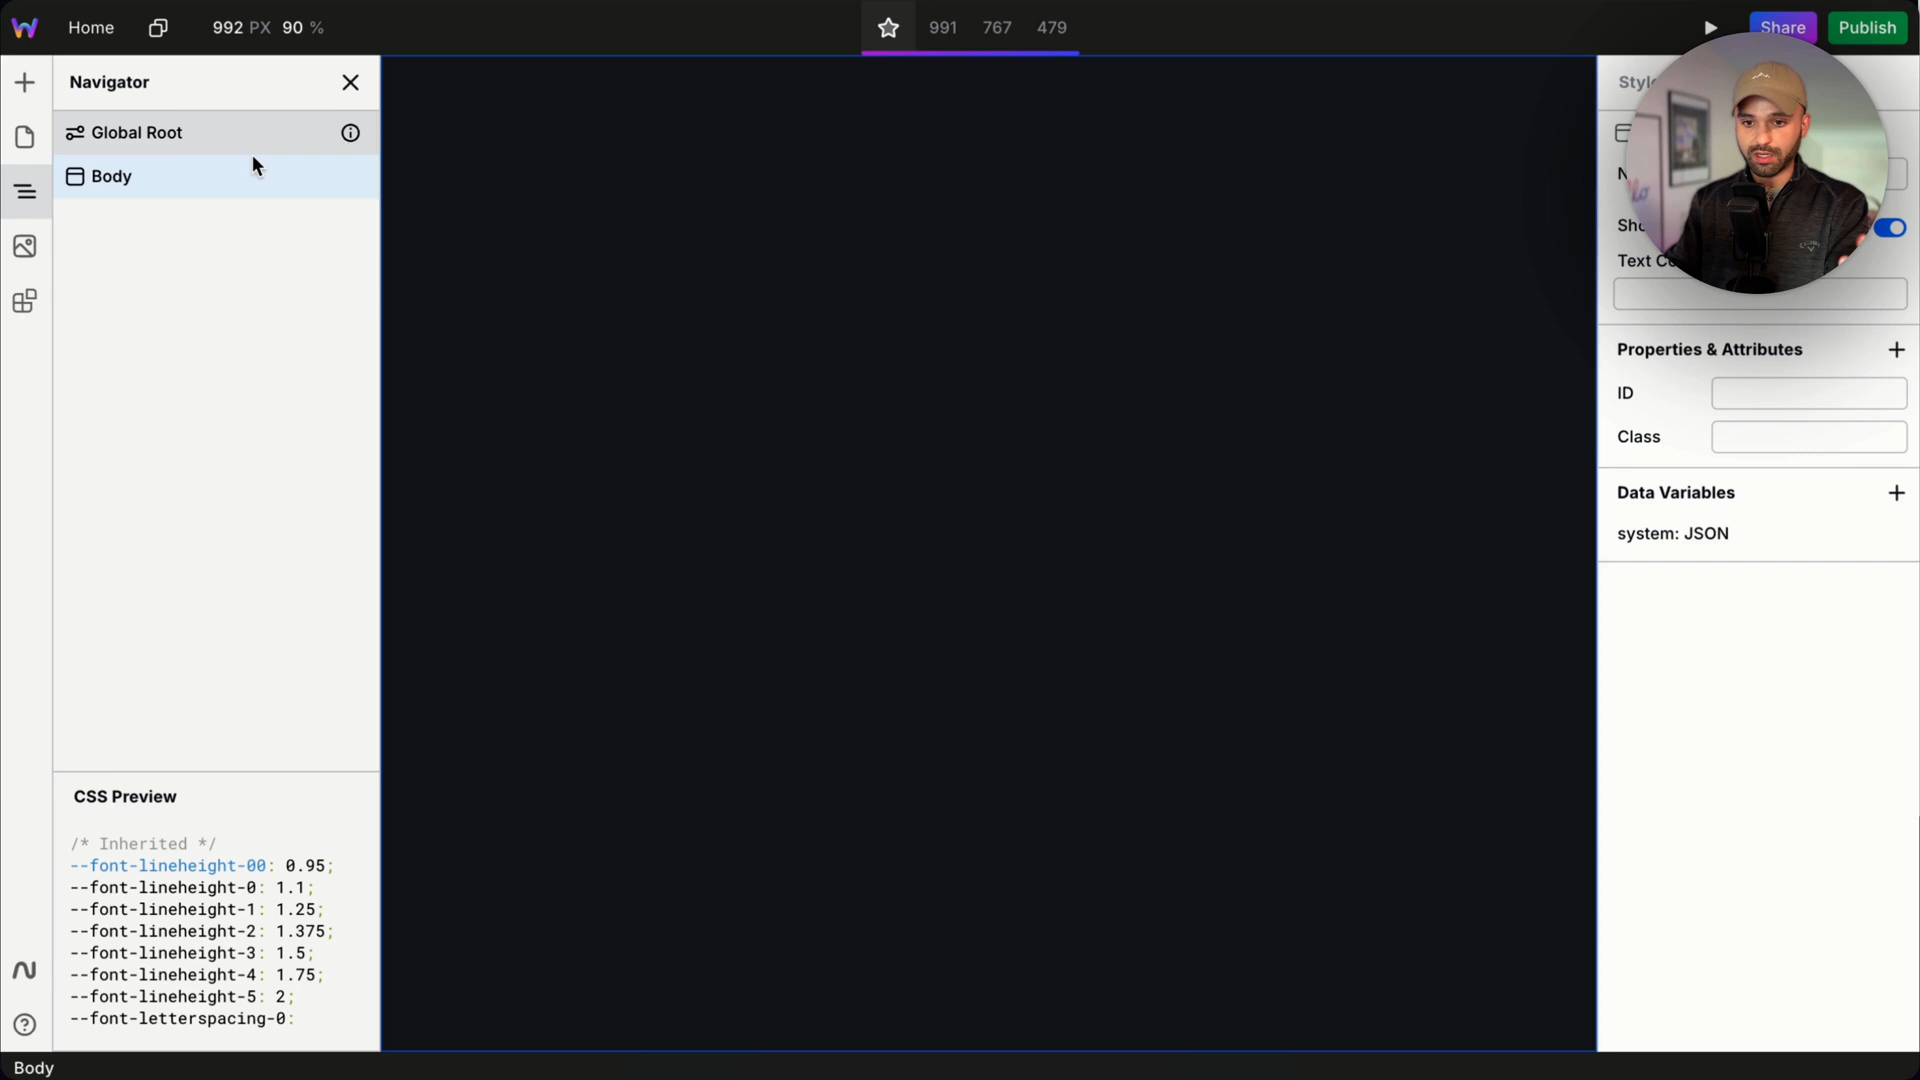 Home 992 PX 90 % 991 767 479 Share Publish
Navigator
Global Root
Body
CSS Preview
/* Inherited */
--font-lineheight-00: 0.95;
--font-lineheight-0: 1.1;
--font-lineheight-1: 1.25;
--font-lineheight-2: 1.375;
--font-lineheight-3: 1.5;
--font-lineheight-4: 1.75;
--font-lineheight-5: 2;
--font-letterspacing-0:
Text
Properties & Attributes
ID
Class
Data Variables
system: JSON
Body